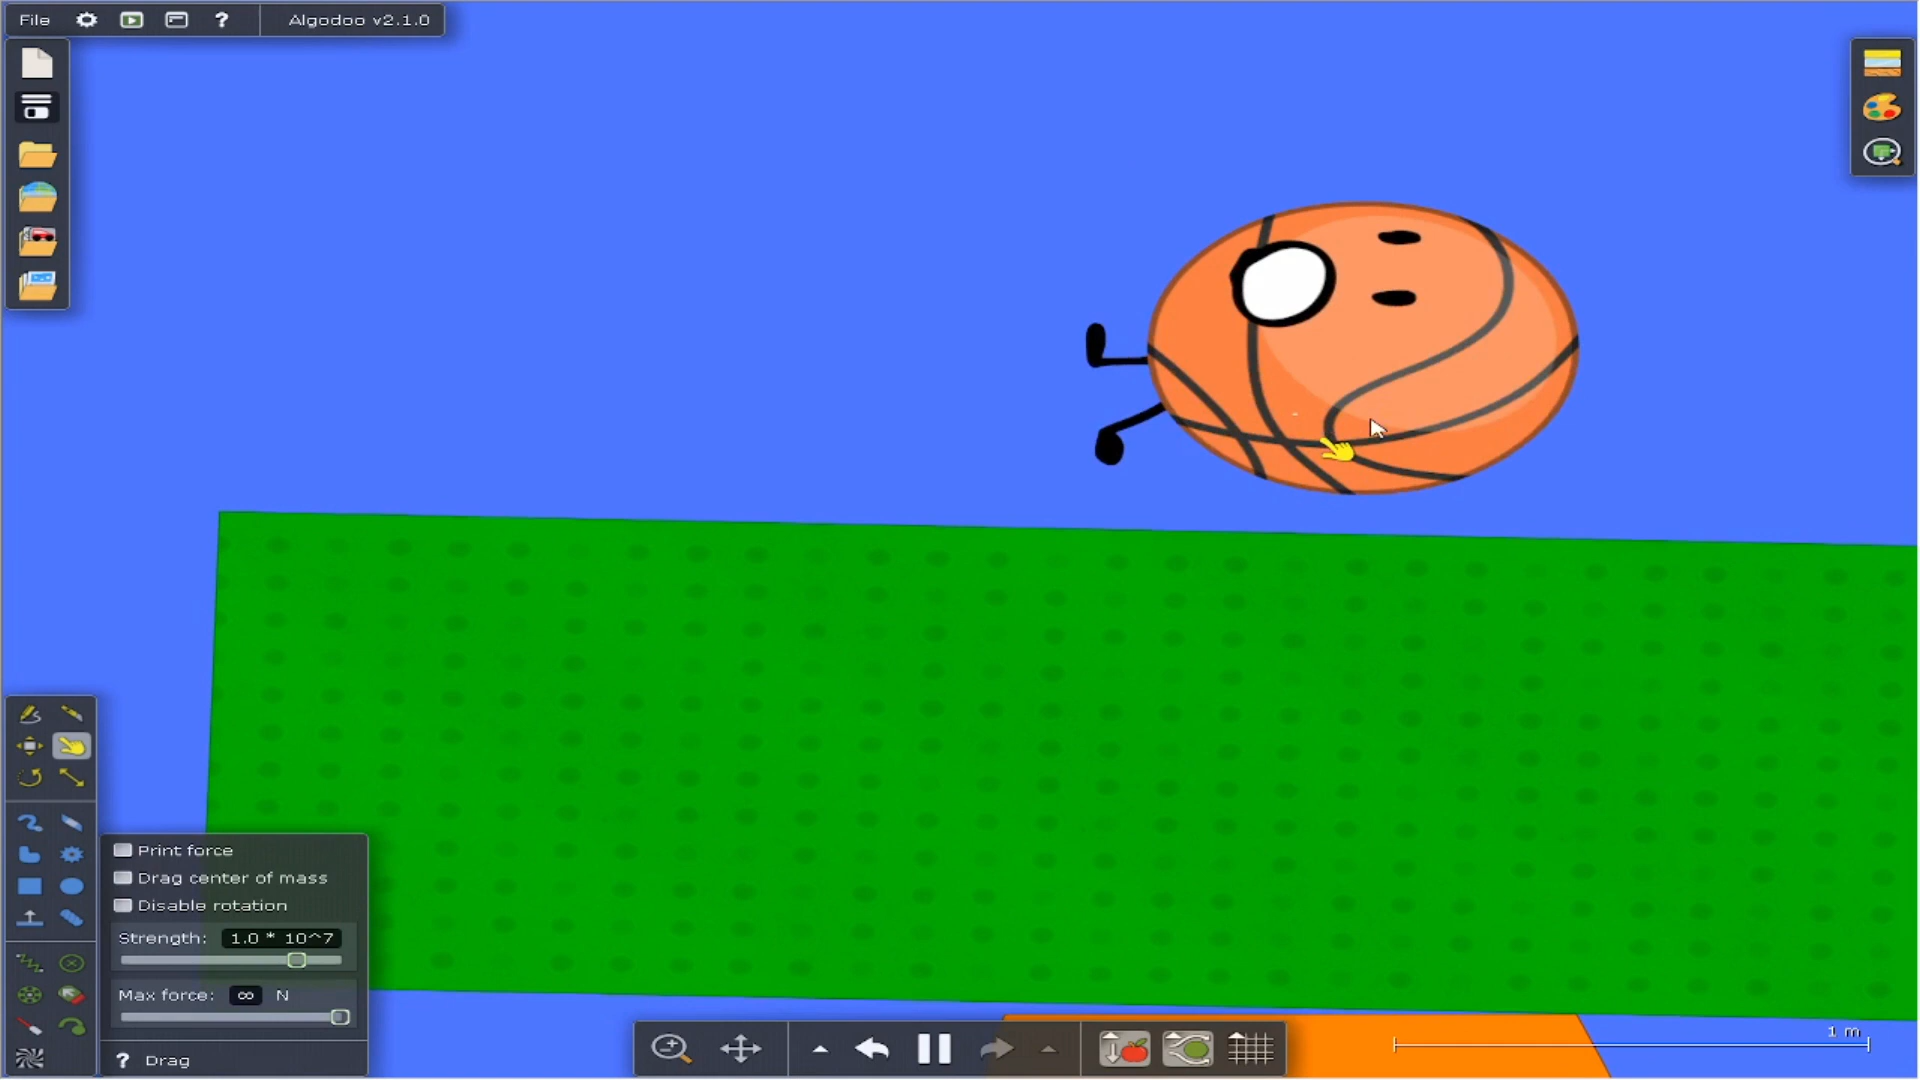 File ? Algodoo v2.1.0
Print force
Drag center of mass
Disable rotation
Strength: 1.0 * 10^7
Max force: ∞ N
? Drag
1 m